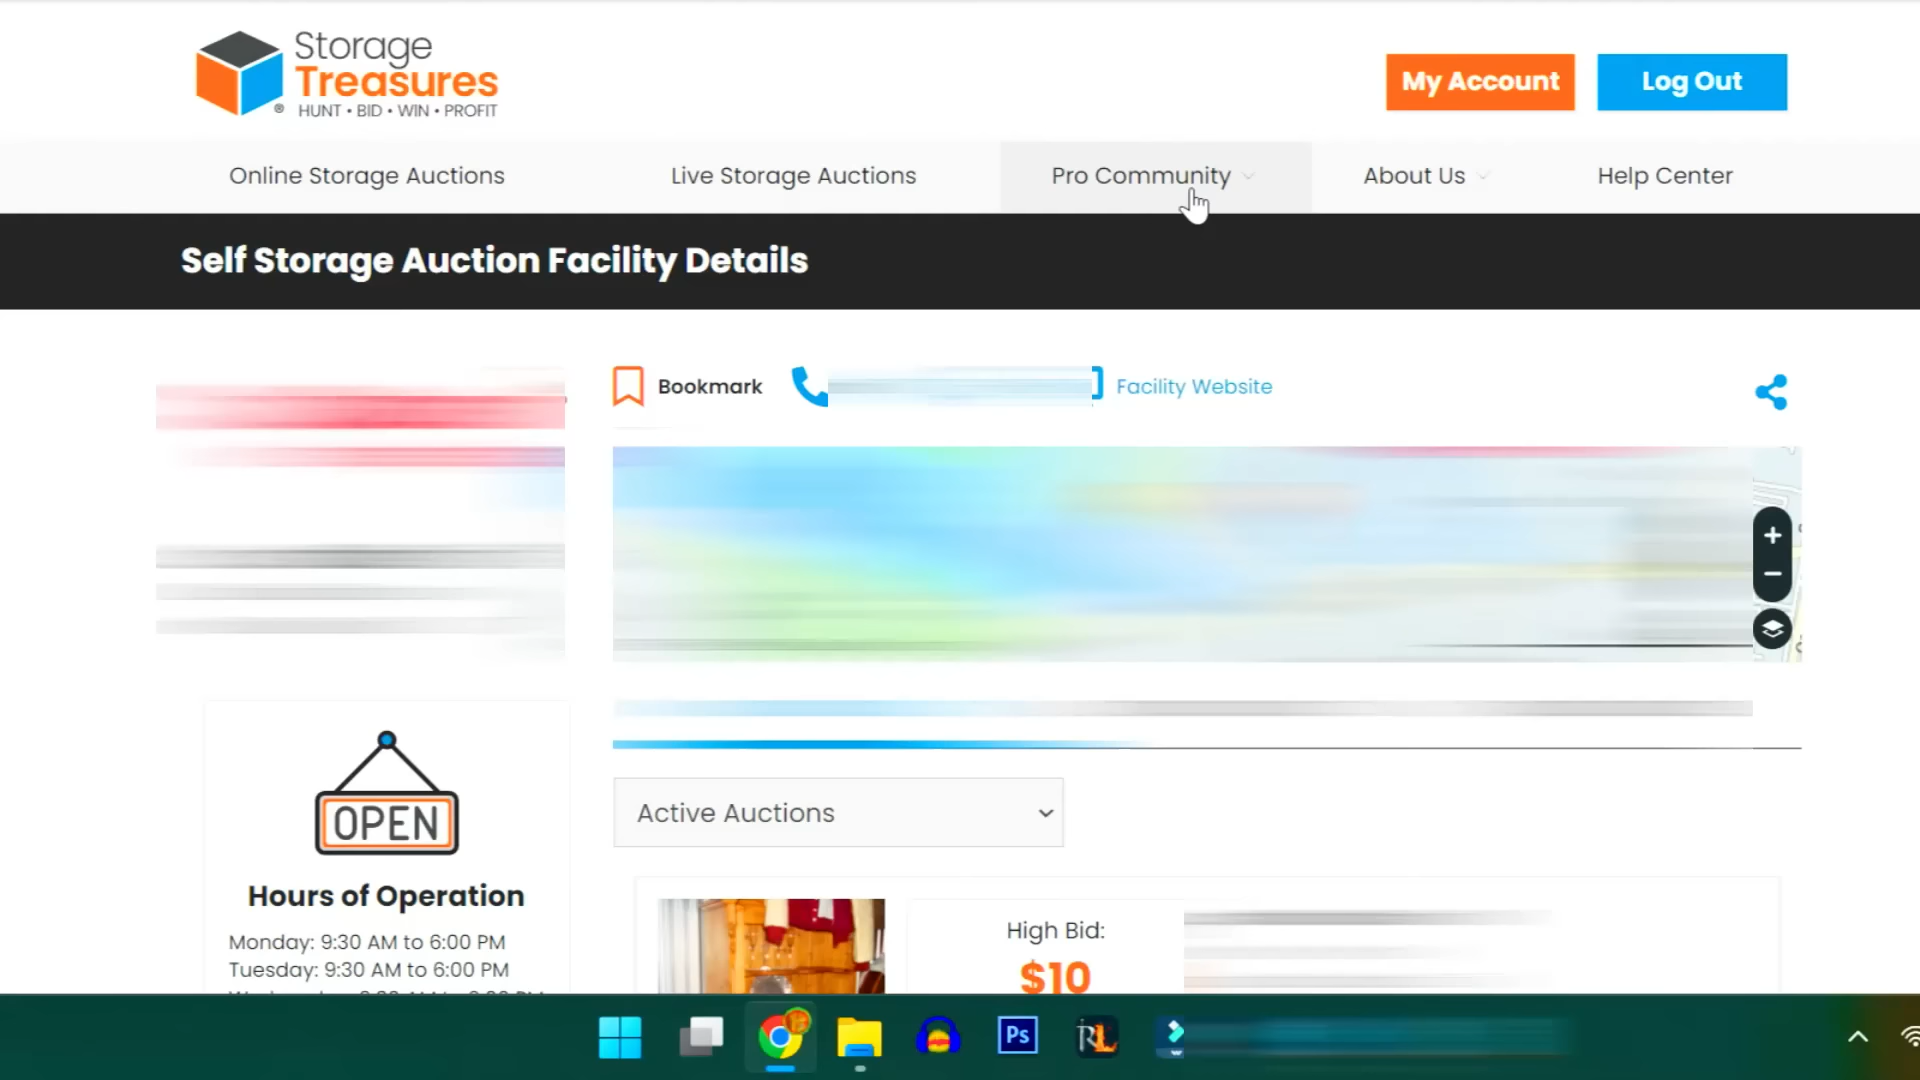 Storage
Treasures
®
HUNT • BID • WIN • PROFIT
My Account
Log Out
Online Storage Auctions
Live Storage Auctions
Pro Community
About Us
Help Center
Self Storage Auction Facility Details
Bookmark
Facility Website
OPEN
Active Auctions
Hours of Operation
Monday: 9:30 AM to 6:00 PM
Tuesday: 9:30 AM to 6:00 PM
High Bid:
$10
Ps
RL